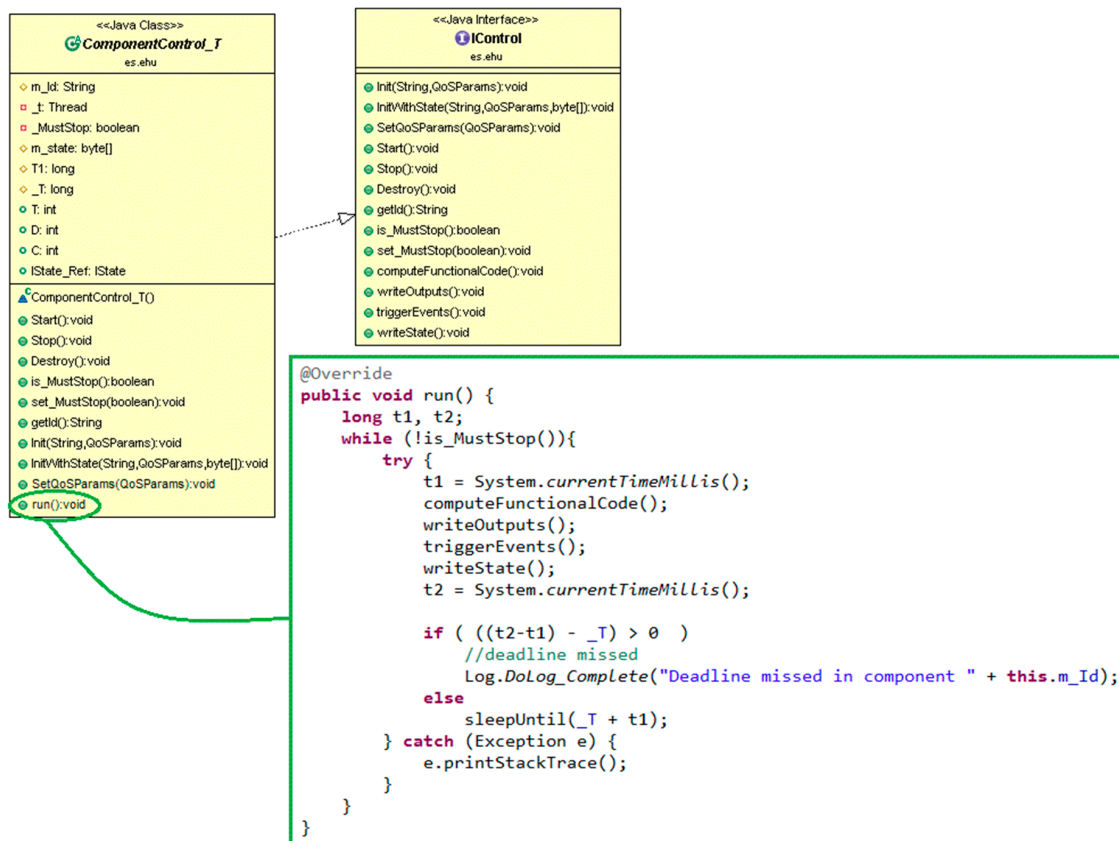 <<Java Class>>
ComponentControl_T
es.ehu
m_Id: String
_t: Thread
_MustStop: boolean
m_state: byte[]
T1: long
_T: long
T: int
D: int
C: int
IState_Ref: IState
ComponentControl_T()
Start():void
Stop():void
Destroy():void
is_MustStop():boolean
set_MustStop(boolean):void
getId():String
Init(String,QoSParams):void
InitWithState(String,QoSParams,byte[]):void
SetQoSParams(QoSParams):void
run():void
<<Java Interface>>
IControl
es.ehu
Init(String,QoSParams):void
InitWithState(String,QoSParams,byte[]):void
SetQoSParams(QoSParams):void
Start():void
Stop():void
Destroy():void
getId():String
is_MustStop():boolean
set_MustStop(boolean):void
computeFunctionalCode():void
writeOutputs():void
triggerEvents():void
writeState():void
@Override
public void run() {
long t1, t2;
while (!is_MustStop()){
try {
t1 = System.currentTimeMillis();
computeFunctionalCode();
writeOutputs();
triggerEvents();
writeState();
t2 = System.currentTimeMillis();
if ( ((t2-t1) - _T) > 0 )
//deadline missed
Log.DoLog_Complete("Deadline missed in component " + this.m_Id);
else
sleepUntil(_T + t1);
} catch (Exception e) {
e.printStackTrace();
}
}
}